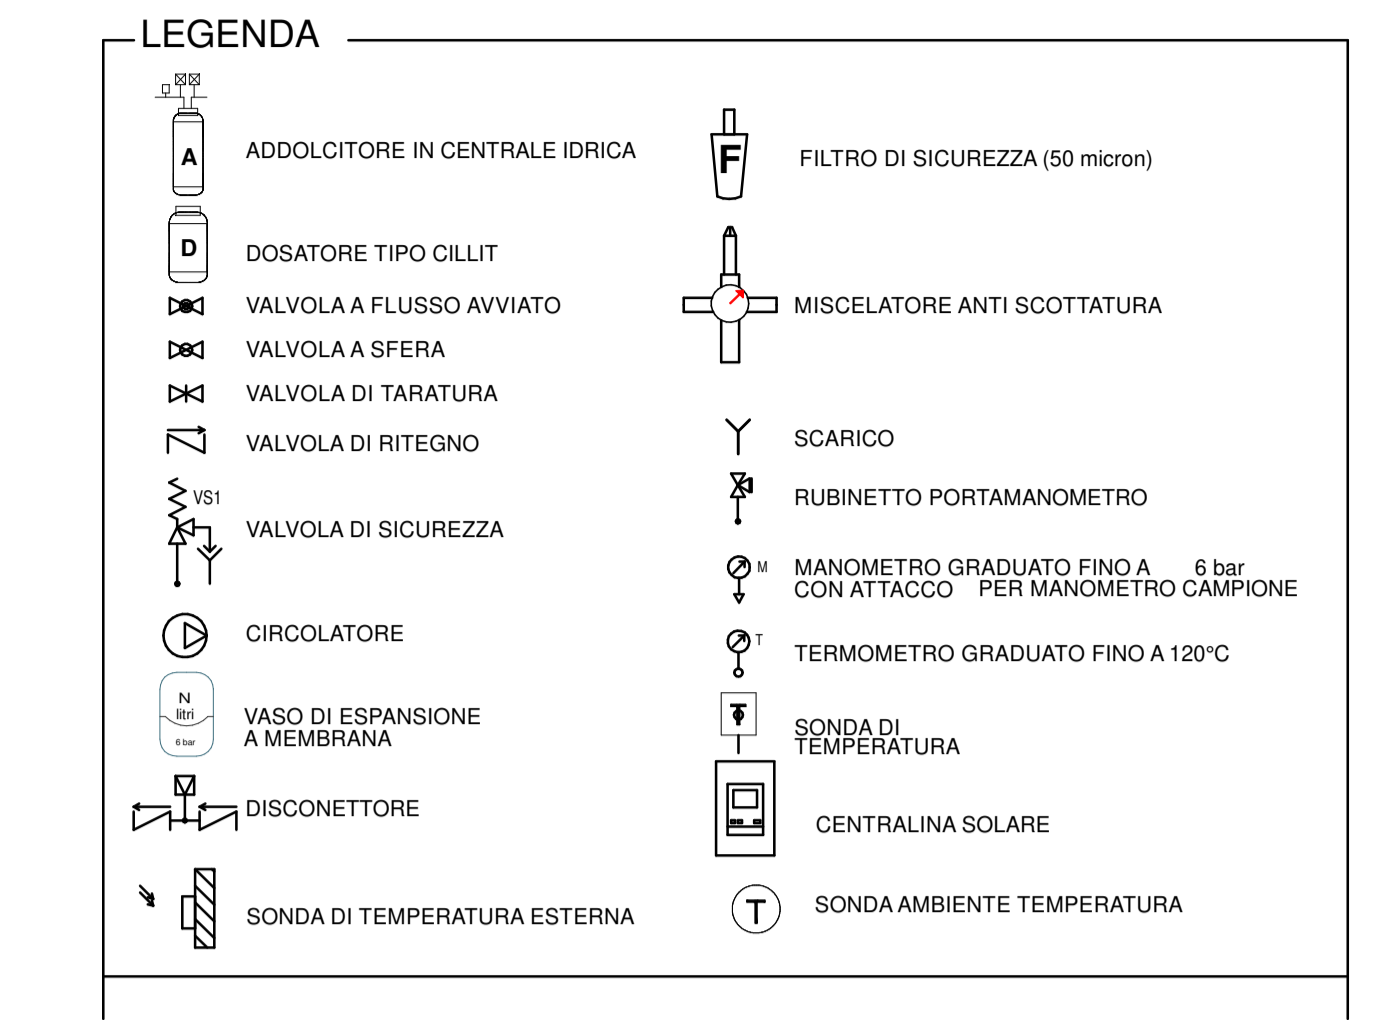 LEGENDA
A
ADDOLCITORE IN CENTRALE IDRICA
D
DOSATORE TIPO CILLIT
VALVOLA A FLUSSO AVVIATO
VALVOLA A SFERA
VALVOLA DI TARATURA
VALVOLA DI RITEGNO
VS1
VALVOLA DI SICUREZZA
CIRCOLATORE
N
litri
6 bar
VASO DI ESPANSIONE
A MEMBRANA
DISCONETTORE
SONDA DI TEMPERATURA ESTERNA
F
FILTRO DI SICUREZZA (50 micron)
MISCELATORE ANTI SCOTTATURA
SCARICO
RUBINETTO PORTAMANOMETRO
M
MANOMETRO GRADUATO FINO A 6 bar
CON ATTACCO PER MANOMETRO CAMPIONE
T
TERMOMETRO GRADUATO FINO A 120°C
T
SONDA DI
TEMPERATURA
CENTRALINA SOLARE
T
SONDA AMBIENTE TEMPERATURA